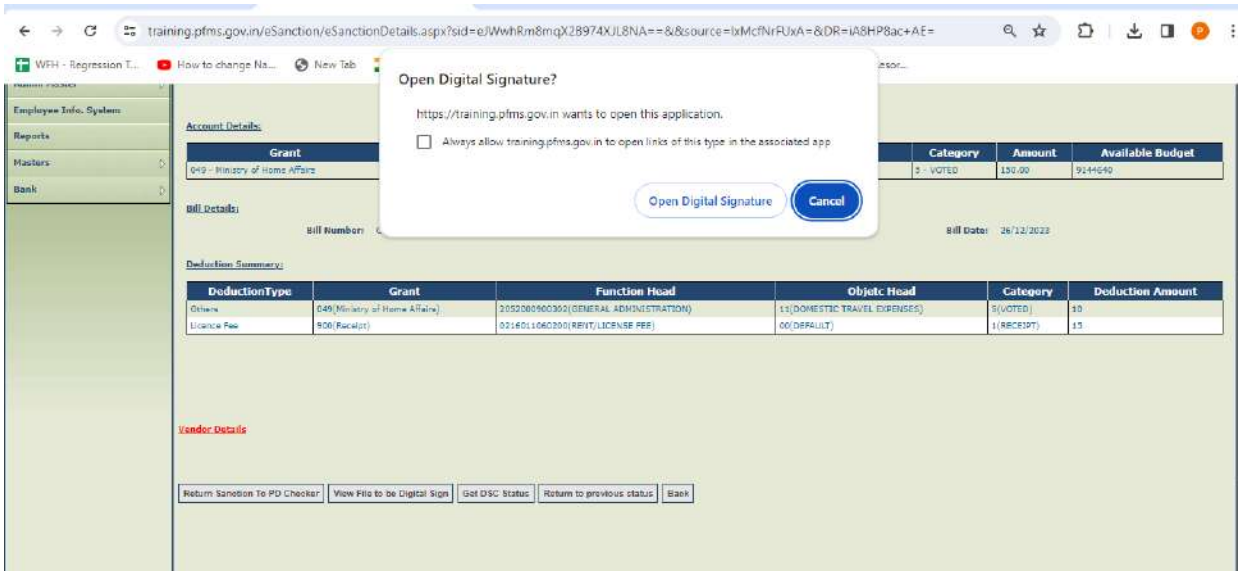 training.pfms.gov.in/eSanction/eSanctionDetails.aspx?sid=eJWwhRm8mqX28974XJL8NA==&&source=IxMcfNrFUxA=&DR=iA8HP8ac+AE=
P
WFH - Regression T...
How to change Na...
New Tab
Open Digital Signature?
https://training.pfms.gov.in wants to open this application.
Always allow training.pfms.gov.in to open links of this type in the associated app
Open Digital Signature
Cancel
Employee Info. System
Reports
Masters
Bank
Account Details:
Grant Category Amount Available Budget
049 - Ministry of Home Affairs 5 - VOTED 150.00 9144640
Bill Details:
Bill Number: Bill Date: 26/12/2023
Deduction Summary:
DeductionType Grant Function Head Objetc Head Category Deduction Amount
Others 049(Ministry of Home Affairs) 2052000900302(GENERAL ADMINISTRATION) 11(DOMESTIC TRAVEL EXPENSES) 5(VOTED) 10
Licence Fee 900(Receipt) 0216011060200(RENT/LICENSE FEE) 00(DEFAULT) 1(RECEIPT) 15
Vendor Details
Return Sanction To PD Checker View File to be Digital Sign Get DSC Status Return to previous status Back